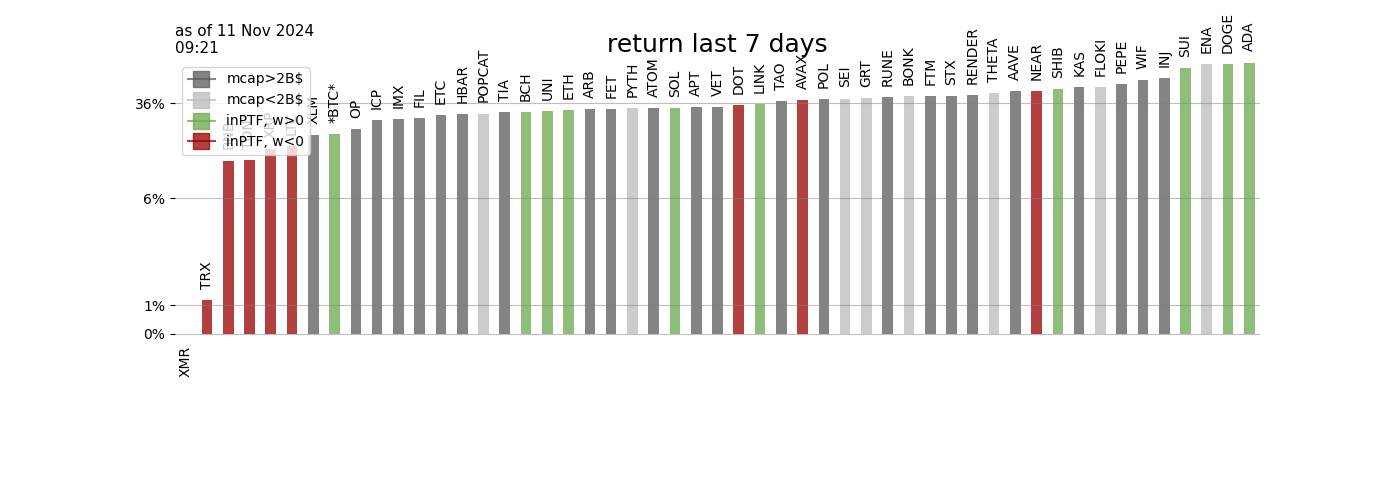 as of 11 Nov 2024
09:21
return last 7 days
mcap>2B$
mcap<2B$
inPTF, w>0
inPTF, w<0
36%
6%
1%
0%
XMR
TRX
XLM
*BTC*
OP
ICP
IMX
FIL
ETC
HBAR
POPCAT
TIA
BCH
UNI
ETH
ARB
FET
PYTH
ATOM
SOL
APT
VET
DOT
LINK
TAO
AVAX
POL
SEI
GRT
RUNE
BONK
FTM
STX
RENDER
THETA
AAVE
NEAR
SHIB
KAS
FLOKI
PEPE
WIF
INJ
SUI
ENA
DOGE
ADA